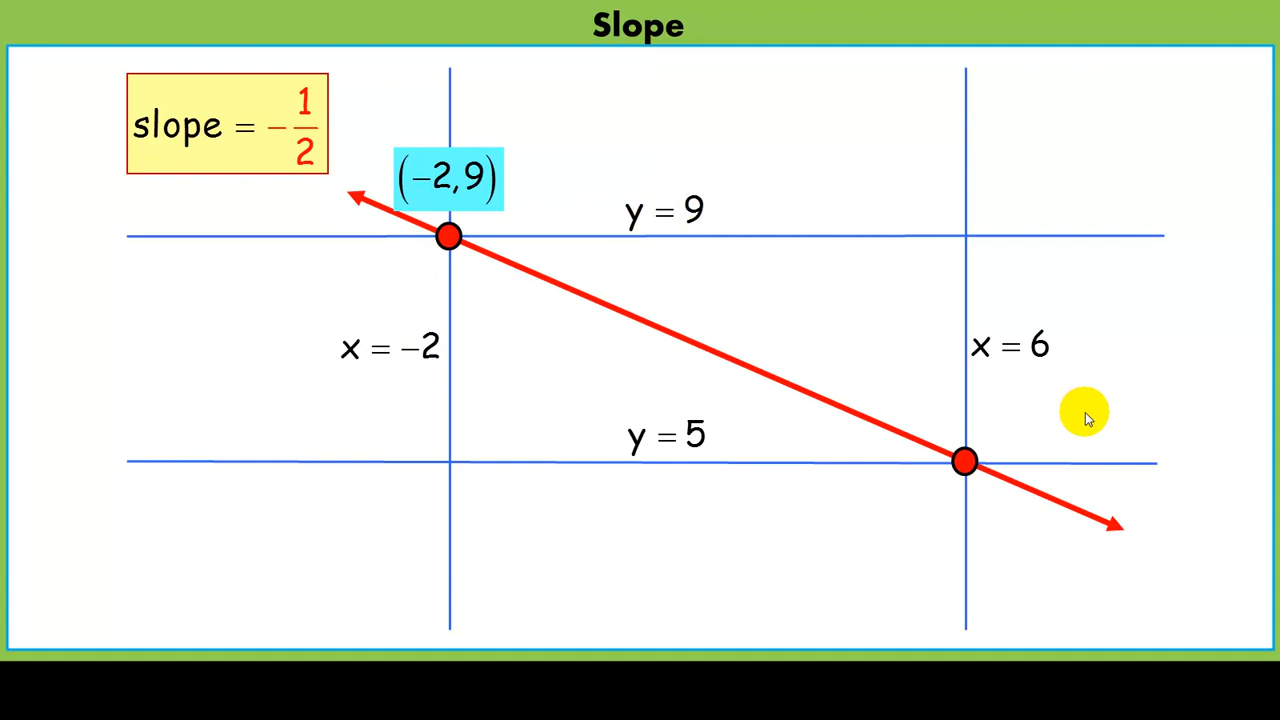 Slope
slope = -1/2
(-2,9)
y = 9
x = -2
x = 6
y = 5